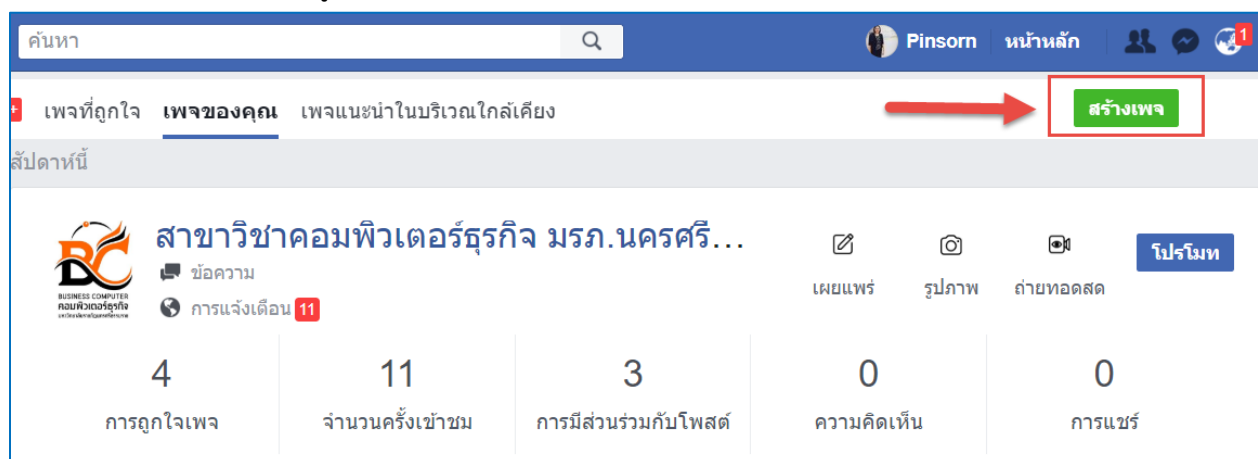 ค้นหา
Pinsorn หน้าหลัก 1
เพจที่ถูกใจ เพจของคุณ เพจแนะนำในบริเวณใกล้เคียง สร้างเพจ
สัปดาห์นี้
สาขาวิชาคอมพิวเตอร์ธุรกิจ มรภ.นครศรี...
ข้อความ
การแจ้งเตือน 11
BC
BUSINESS COMPUTER
คอมพิวเตอร์ธุรกิจ
เผยแพร่ รูปภาพ ถ่ายทอดสด โปรโมท
4 11 3 0 0
การถูกใจเพจ จำนวนครั้งเข้าชม การมีส่วนร่วมกับโพสต์ ความคิดเห็น การแชร์